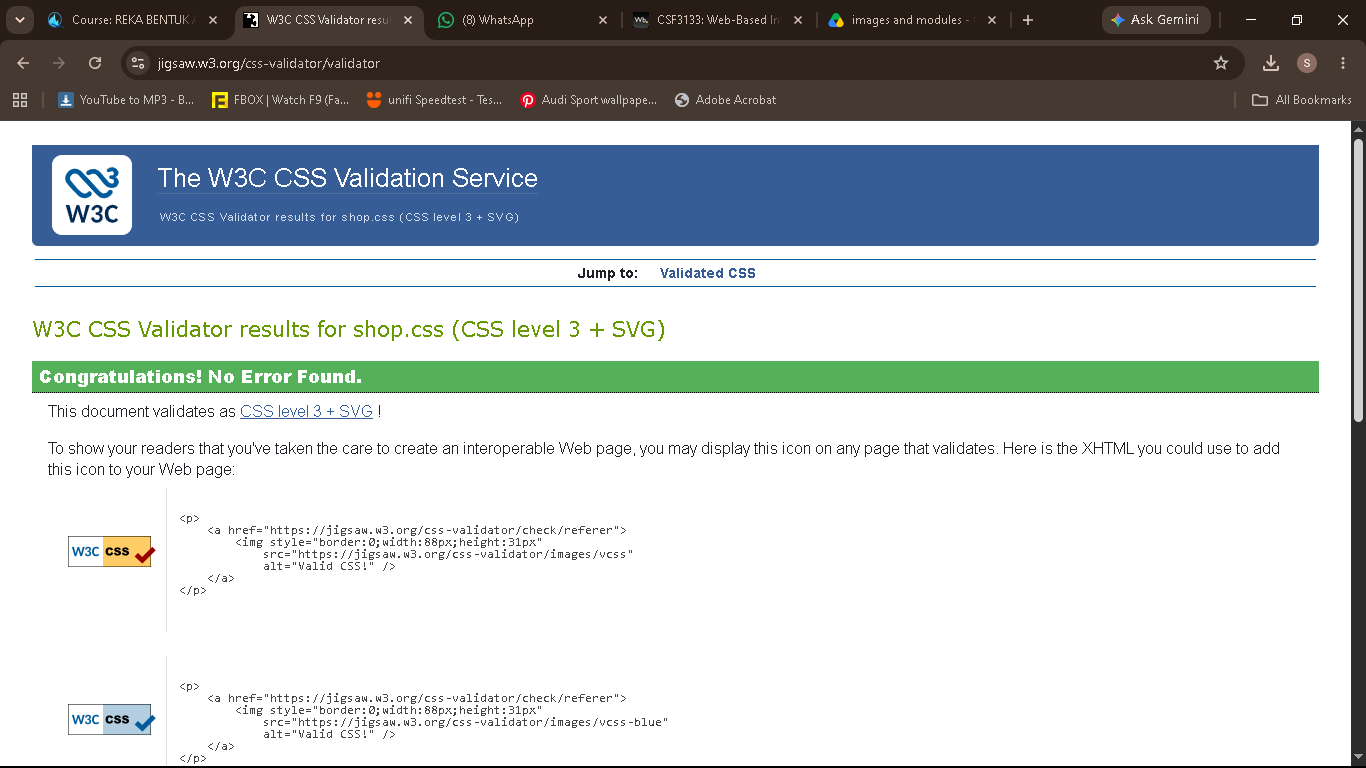 Course: REKA BENTUK A
W3C CSS Validator resul
(8) WhatsApp
CSF3133: Web-Based In
images and modules -
Ask Gemini
jigsaw.w3.org/css-validator/validator
S
YouTube to MP3 - B...
FBOX | Watch F9 (Fa...
unifi Speedtest - Tes...
Audi Sport wallpape...
Adobe Acrobat
All Bookmarks
W3C
The W3C CSS Validation Service
W3C CSS Validator results for shop.css (CSS level 3 + SVG)
Jump to: Validated CSS
W3C CSS Validator results for shop.css (CSS level 3 + SVG)
Congratulations! No Error Found.
This document validates as CSS level 3 + SVG !
To show your readers that you've taken the care to create an interoperable Web page, you may display this icon on any page that validates. Here is the XHTML you could use to add
this icon to your Web page:
W3C css
<p>
<a href="https://jigsaw.w3.org/css-validator/check/referer">
<img style="border:0;width:88px;height:31px"
src="https://jigsaw.w3.org/css-validator/images/vcss"
alt="Valid CSS!" />
</a>
</p>
W3C css
<p>
<a href="https://jigsaw.w3.org/css-validator/check/referer">
<img style="border:0;width:88px;height:31px"
src="https://jigsaw.w3.org/css-validator/images/vcss-blue"
alt="Valid CSS!" />
</a>
</p>